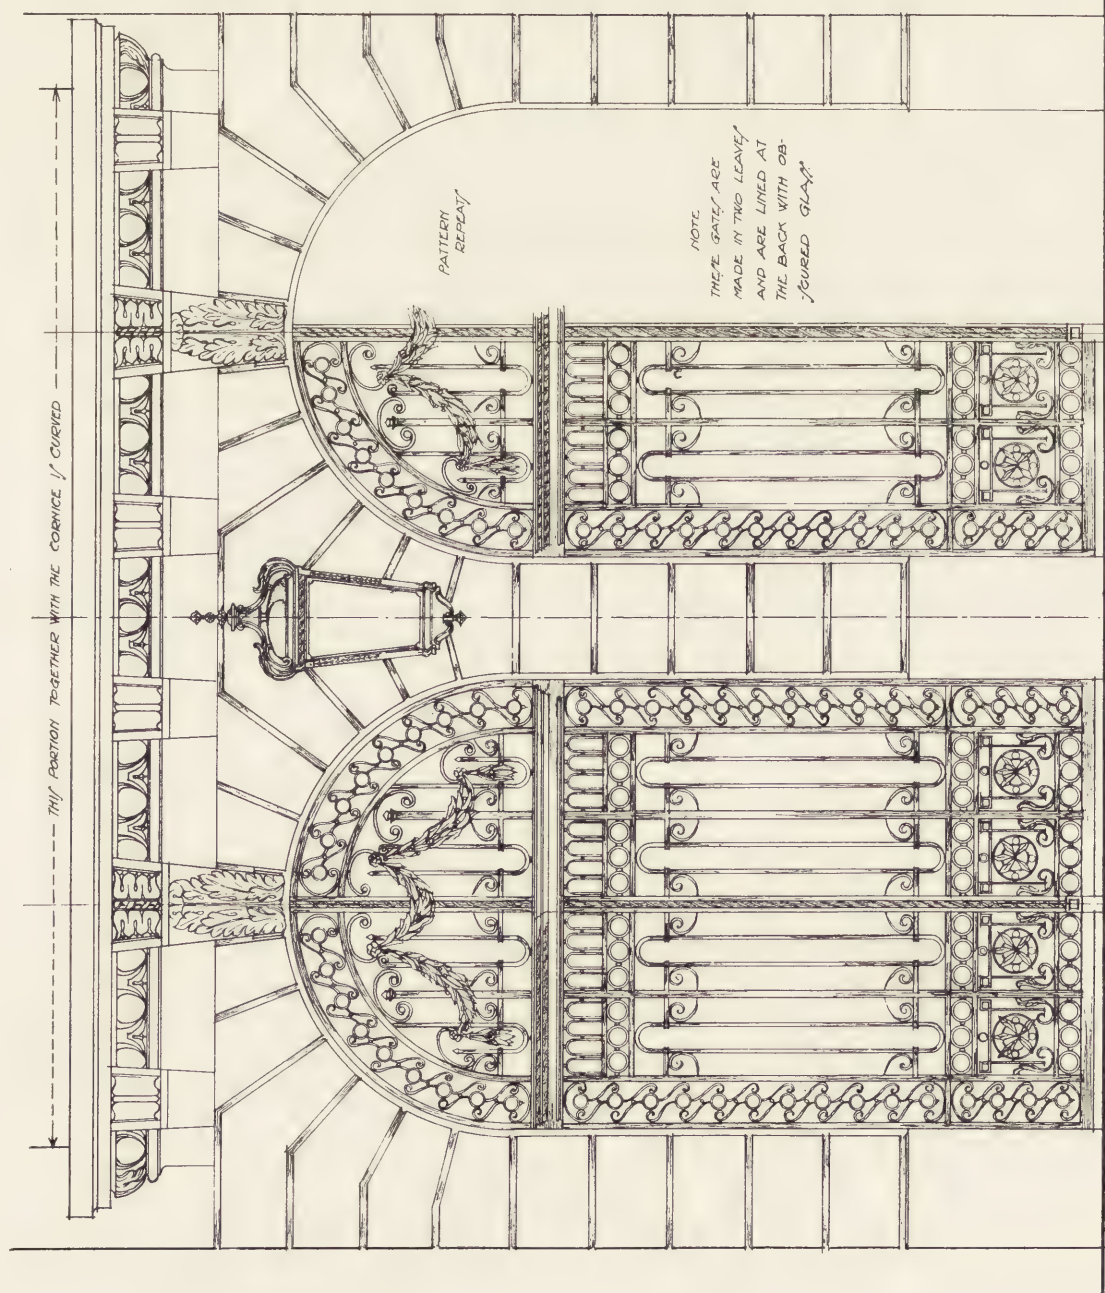 THIS PORTION TOGETHER WITH THE CORNICE IS CURVED
PATTERN
REPEATS
NOTE
THESE GATES ARE
MADE IN TWO LEAVES
AND ARE LINED AT
THE BACK WITH OB-
SCURED GLASS.